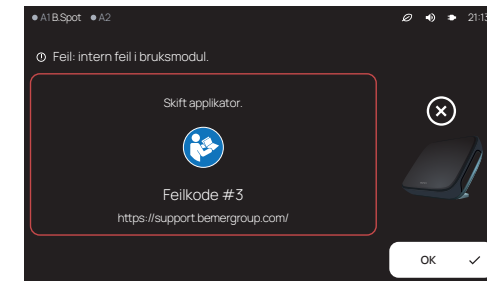 A1 B.Spot A2 21:13
Feil: intern feil i bruksmodul.
Skift applikator.
Feilkode #3
https://support.bemergroup.com/
OK